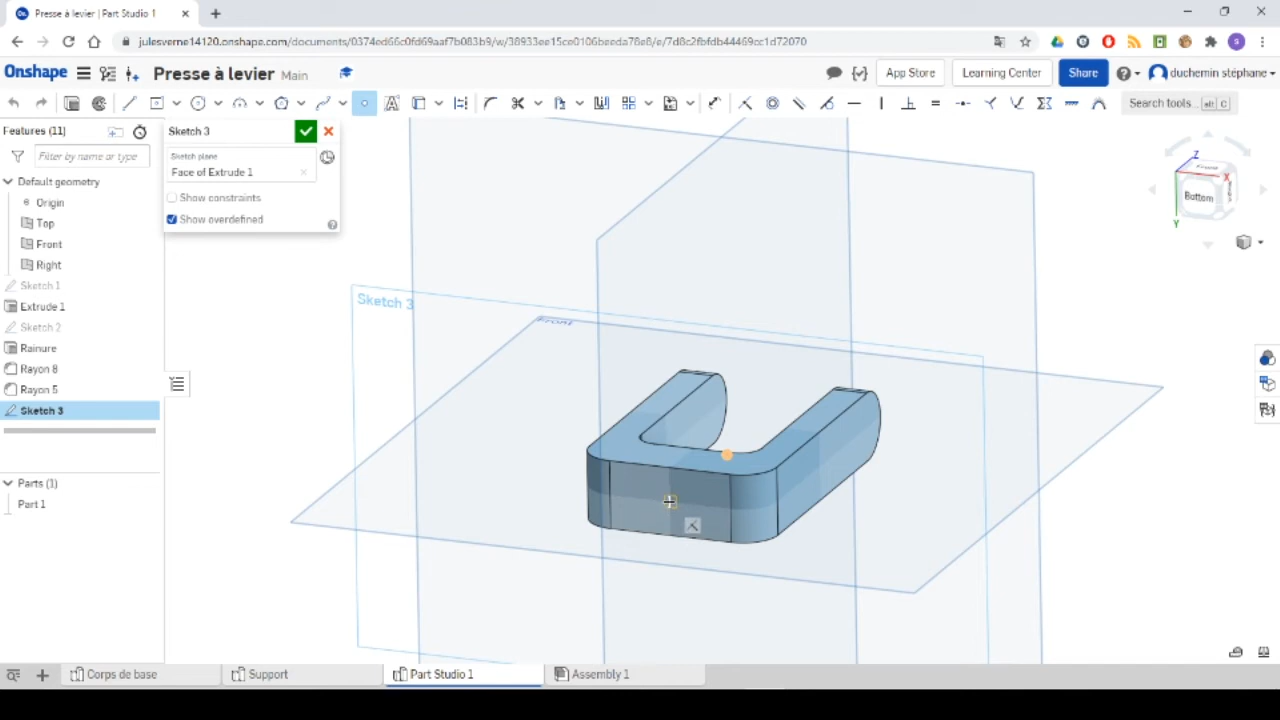 Presse à levier | Part Studio 1
julesverne14120.onshape.com/documents/0374ed66c0fd69aaf7b083b9/w/38933ee15ce0106beeda78e8/e/7d8c2fbfdb44469cc1d72070
Onshape Presse à levier Main App Store Learning Center Share duchemin stéphane
Search tools... alt C
Features (11)
Filter by name or type
Default geometry
Origin
Top
Front
Right
Sketch 1
Extrude 1
Sketch 2
Rainure
Rayon 8
Rayon 5
Sketch 3
Parts (1)
Part 1
Sketch 3
Sketch plane
Face of Extrude 1
Show constraints
Show overdefined
Sketch 3
Front
Z
Front
X
Bottom
Y
Corps de base Support Part Studio 1 Assembly 1